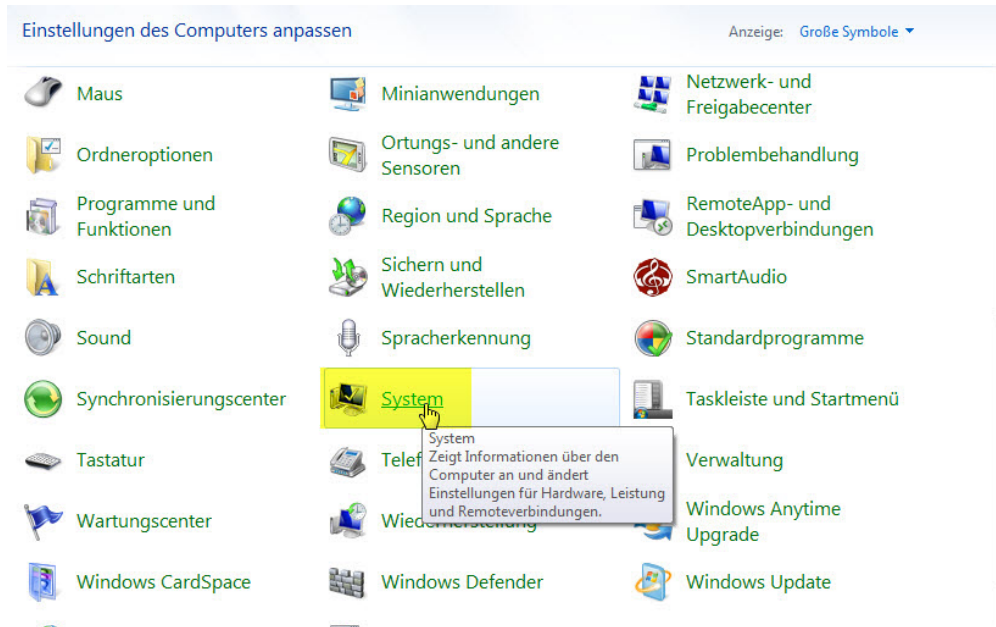 Einstellungen des Computers anpassen
Anzeige: Große Symbole
Maus
Minianwendungen
Netzwerk- und
Freigabecenter
Ordneroptionen
Ortungs- und andere
Sensoren
Problembehandlung
Programme und
Funktionen
Region und Sprache
RemoteApp- und
Desktopverbindungen
Schriftarten
Sichern und
Wiederherstellen
SmartAudio
Sound
Spracherkennung
Standardprogramme
Synchronisierungscenter
System
Taskleiste und Startmenü
System
Zeigt Informationen über den
Computer an und ändert
Einstellungen für Hardware, Leistung
und Remoteverbindungen.
Tastatur
Verwaltung
Wartungscenter
Wiederherstellung
Windows Anytime
Upgrade
Windows CardSpace
Windows Defender
Windows Update